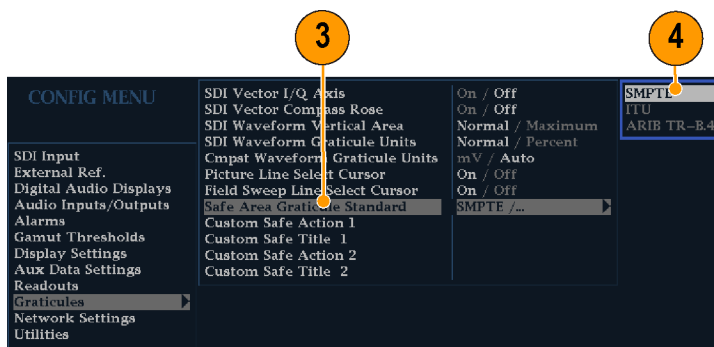 3
4
CONFIG MENU
SDI Input
External Ref.
Digital Audio Displays
Audio Inputs/Outputs
Alarms
Gamut Thresholds
Display Settings
Aux Data Settings
Readouts
Graticules
Network Settings
Utilities
SDI Vector I/Q Axis On / Off
SDI Vector Compass Rose On / Off
SDI Waveform Vertical Area Normal / Maximum
SDI Waveform Graticule Units Normal / Percent
Cmpst Waveform Graticule Units mV / Auto
Picture Line Select Cursor On / Off
Field Sweep Line Select Cursor On / Off
Safe Area Graticule Standard SMPTE /...
Custom Safe Action 1
Custom Safe Title 1
Custom Safe Action 2
Custom Safe Title 2
SMPTE
ITU
ARIB TR-B.4